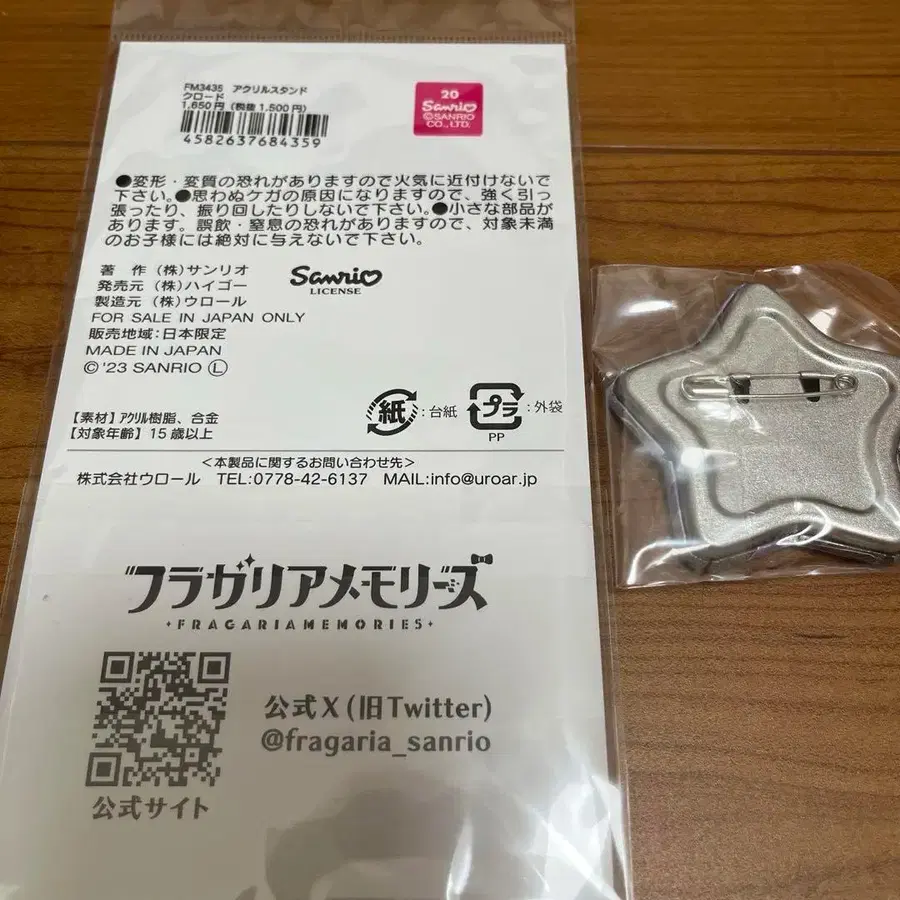 FM3435 アクリルスタンド
クロード
1,650円 (税抜 1,500円)
4582637684359
20
Sanrio
©SANRIO
CO.,LTD.
●変形・変質の恐れがありますので火気に近付けないで
下さい。●思わぬケガの原因になりますので、強く引っ
張ったり、振り回したりしないで下さい。●小さな部品が
あります。誤飲・窒息の恐れがありますので、対象未満
のお子様には絶対に与えないで下さい。
著 作 (株)サンリオ
発売元 (株)ハイゴー
製造元 (株)ウロール
Sanrio
LICENSE
FOR SALE IN JAPAN ONLY
販売地域:日本限定
MADE IN JAPAN
©'23 SANRIO Ⓛ
紙:台紙
プラ:外袋
PP
【素材】アクリル樹脂、合金
【対象年齢】15歳以上
<本製品に関するお問い合わせ先>
株式会社ウロール TEL:0778-42-6137 MAIL:info@uroar.jp
フラガリアメモリーズ
FRAGARIAMEMORIES
公式X(旧Twitter)
@fragaria_sanrio
公式サイト